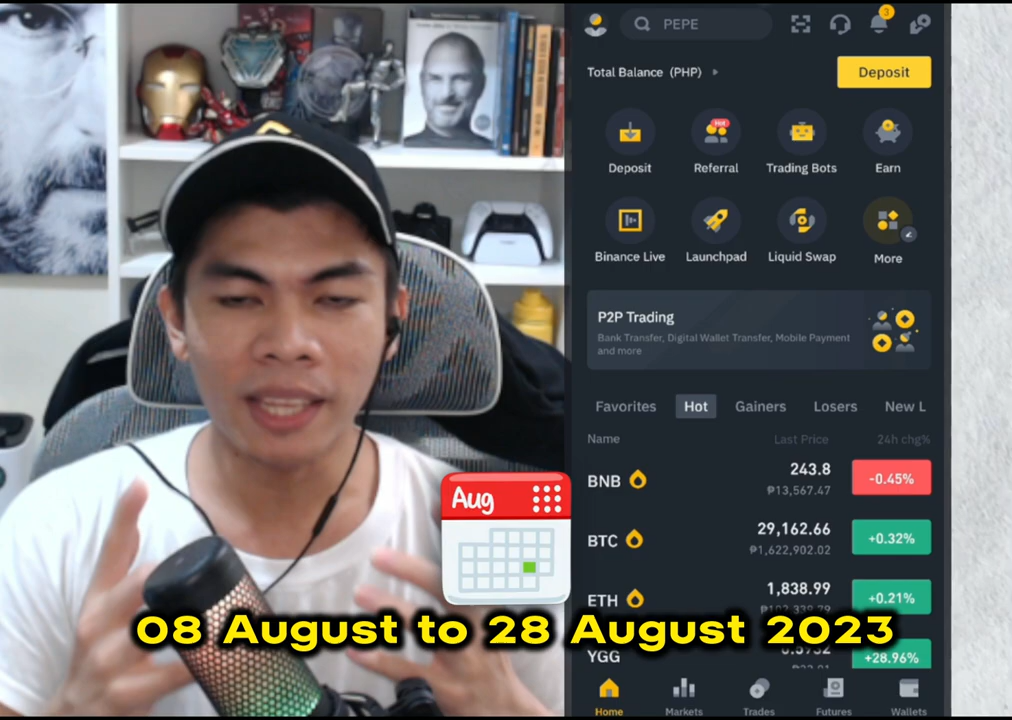 PEPE
3
Total Balance (PHP)
Deposit
Hot
Deposit Referral Trading Bots Earn
Binance Live Launchpad Liquid Swap More
P2P Trading
Bank Transfer, Digital Wallet Transfer, Mobile Payment
and more
Favorites Hot Gainers Losers New L
Name Last Price 24h chg%
BNB 243.8 -0.45%
₱13,567.47
BTC 29,162.66 +0.32%
₱1,622,902.02
ETH 1,838.99 +0.21%
Aug
08 August to 28 August 2023
YGG +28.96%
Home Markets Trades Futures Wallets